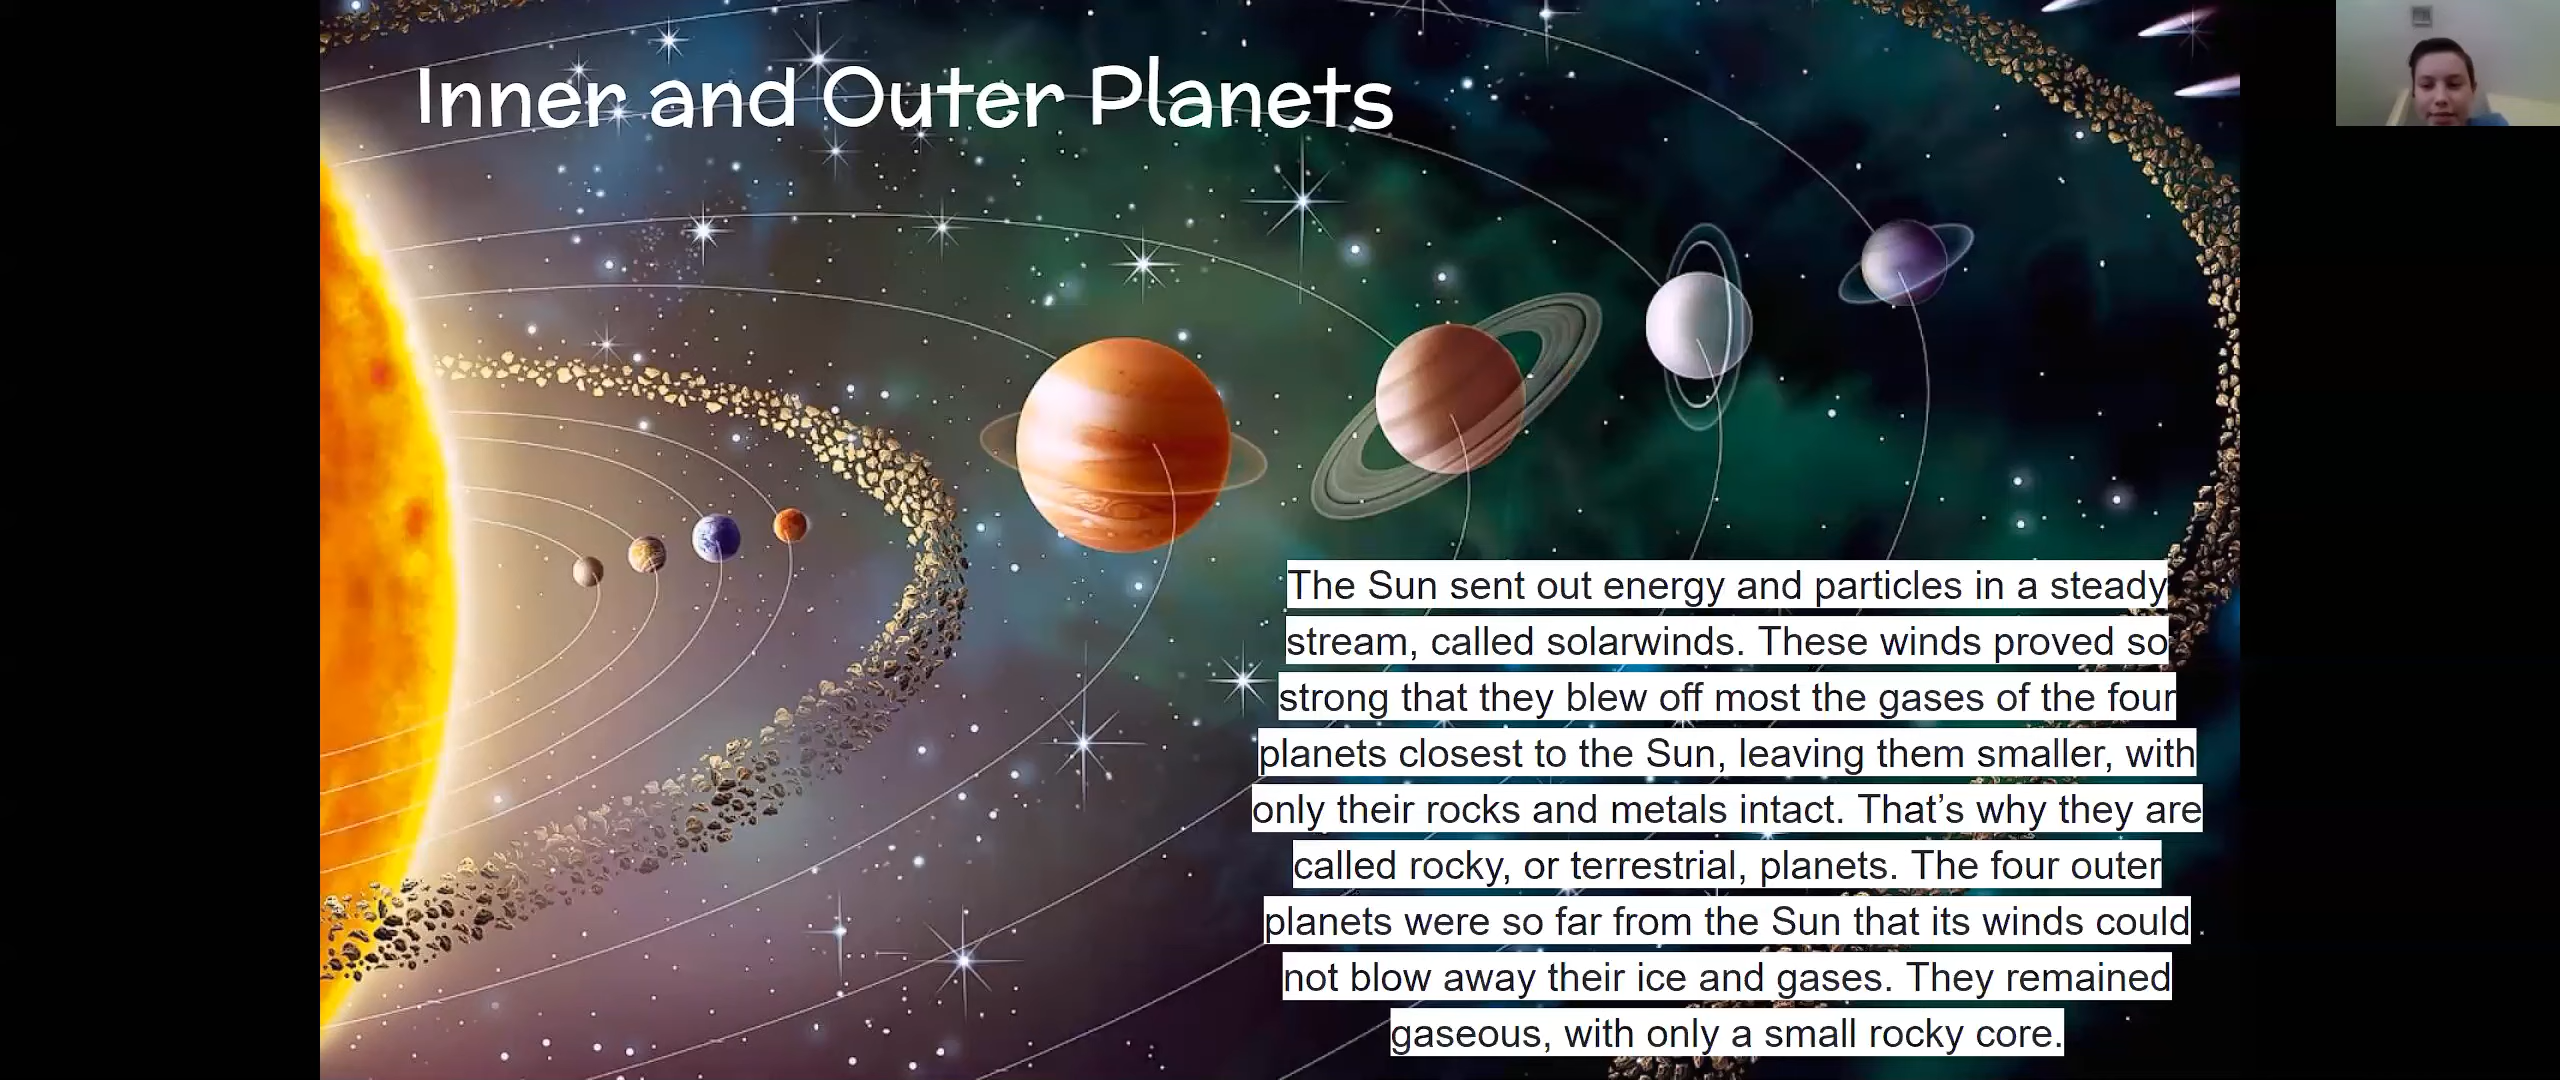 Inner and Outer Planets
The Sun sent out energy and particles in a steady
stream, called solarwinds. These winds proved so
strong that they blew off most the gases of the four
planets closest to the Sun, leaving them smaller, with
only their rocks and metals intact. That’s why they are
called rocky, or terrestrial, planets. The four outer
planets were so far from the Sun that its winds could
not blow away their ice and gases. They remained
gaseous, with only a small rocky core.